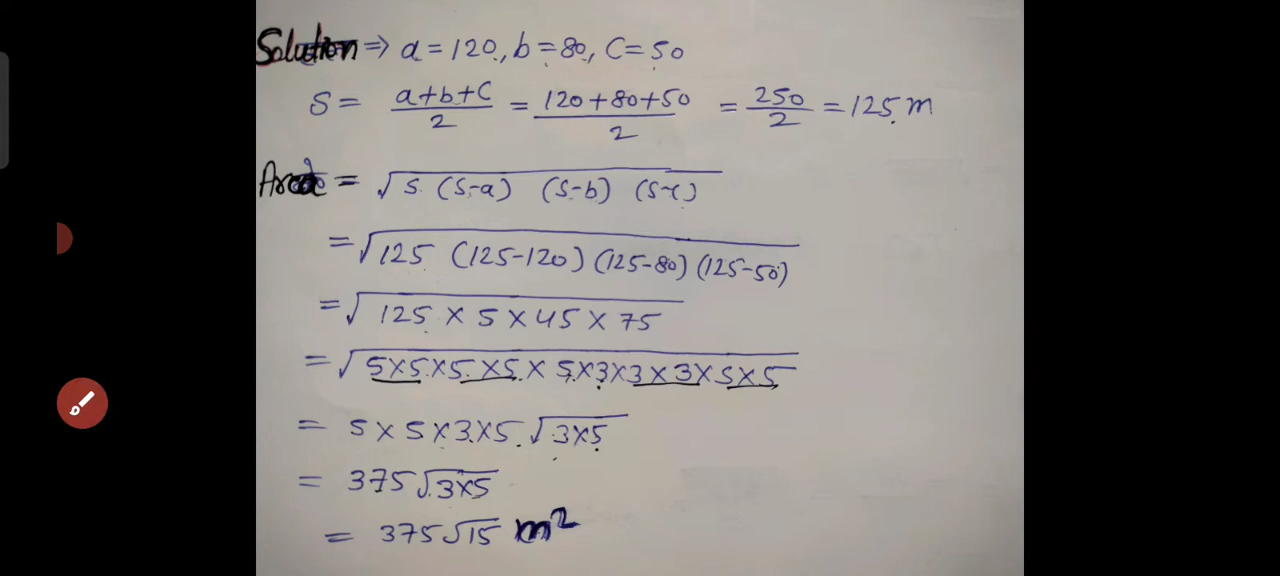 Solution ⇒ a = 120, b = 80, C = 50
S = a+b+C/2 = 120+80+50/2 = 250/2 = 125 m
Area = √S (S-a) (S-b) (S-c)
= √125 (125-120) (125-80) (125-50)
= √125 × 5 × 45 × 75
= √5×5×5×5×5×3×3×3×5×5
= 5×5×3×5 √3×5
= 375√3×5
= 375√15 m²